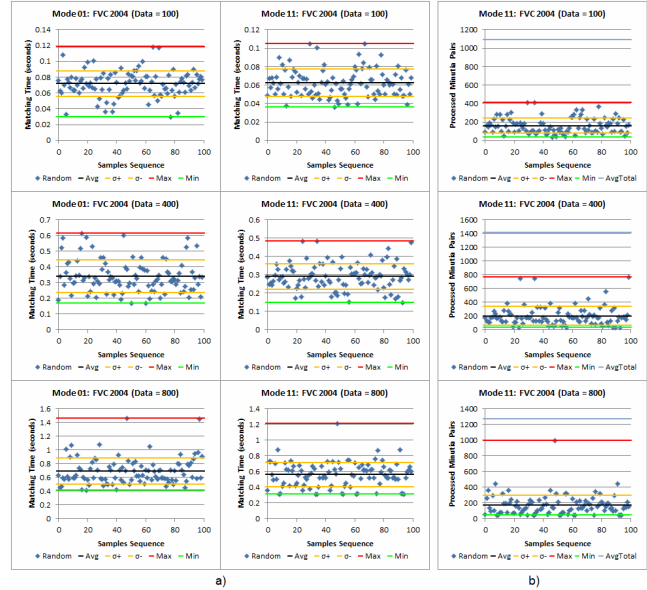 Mode 01: FVC 2004 (Data = 100)
Matching Time (seconds)
0.14
0.12
0.1
0.08
0.06
0.04
0.02
0
0 20 40 60 80 100
Samples Sequence
Random Avg σ+ σ- Max Min
Mode 11: FVC 2004 (Data = 100)
Matching Time (seconds)
0.12
0.1
0.08
0.06
0.04
0.02
0
0 20 40 60 80 100
Samples Sequence
Random Avg σ+ σ- Max Min
Mode 11: FVC 2004 (Data = 100)
Processed Minutia Pairs
1200
1000
800
600
400
200
0
0 20 40 60 80 100
Samples Sequence
Random Avg σ+ σ- Max Min AvgTotal
Mode 01: FVC 2004 (Data = 400)
Matching Time (seconds)
0.7
0.6
0.5
0.4
0.3
0.2
0.1
0
0 20 40 60 80 100
Samples Sequence
Random Avg σ+ σ- Max Min
Mode 11: FVC 2004 (Data = 400)
Matching Time (seconds)
0.6
0.5
0.4
0.3
0.2
0.1
0
0 20 40 60 80 100
Samples Sequence
Random Avg σ+ σ- Max Min
Mode 11: FVC 2004 (Data = 400)
Processed Minutia Pairs
1600
1400
1200
1000
800
600
400
200
0
0 20 40 60 80 100
Samples Sequence
Random Avg σ+ σ- Max Min AvgTotal
Mode 01: FVC 2004 (Data = 800)
Matching Time (seconds)
1.6
1.4
1.2
1
0.8
0.6
0.4
0.2
0
0 20 40 60 80 100
Samples Sequence
Random Avg σ+ σ- Max Min
Mode 11: FVC 2004 (Data = 800)
Matching Time (seconds)
1.4
1.2
1
0.8
0.6
0.4
0.2
0
0 20 40 60 80 100
Samples Sequence
Random Avg σ+ σ- Max Min
Mode 11: FVC 2004 (Data = 800)
Processed Minutia Pairs
1400
1200
1000
800
600
400
200
0
0 20 40 60 80 100
Samples Sequence
Random Avg σ+ σ- Max Min AvgTotal
a)
b)